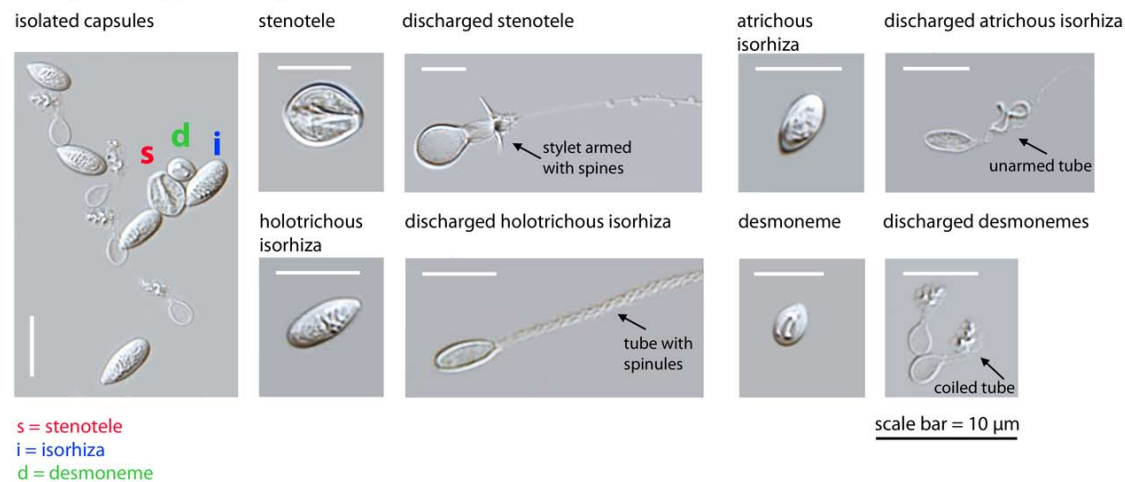 isolated capsules
stenotele
discharged stenotele
atrichous
isorhiza
discharged atrichous isorhiza
s
d
i
stylet armed
with spines
unarmed tube
holotrichous
isorhiza
discharged holotrichous isorhiza
desmoneme
discharged desmonemes
tube with
spinules
coiled tube
s = stenotele
i = isorhiza
d = desmoneme
scale bar = 10 µm